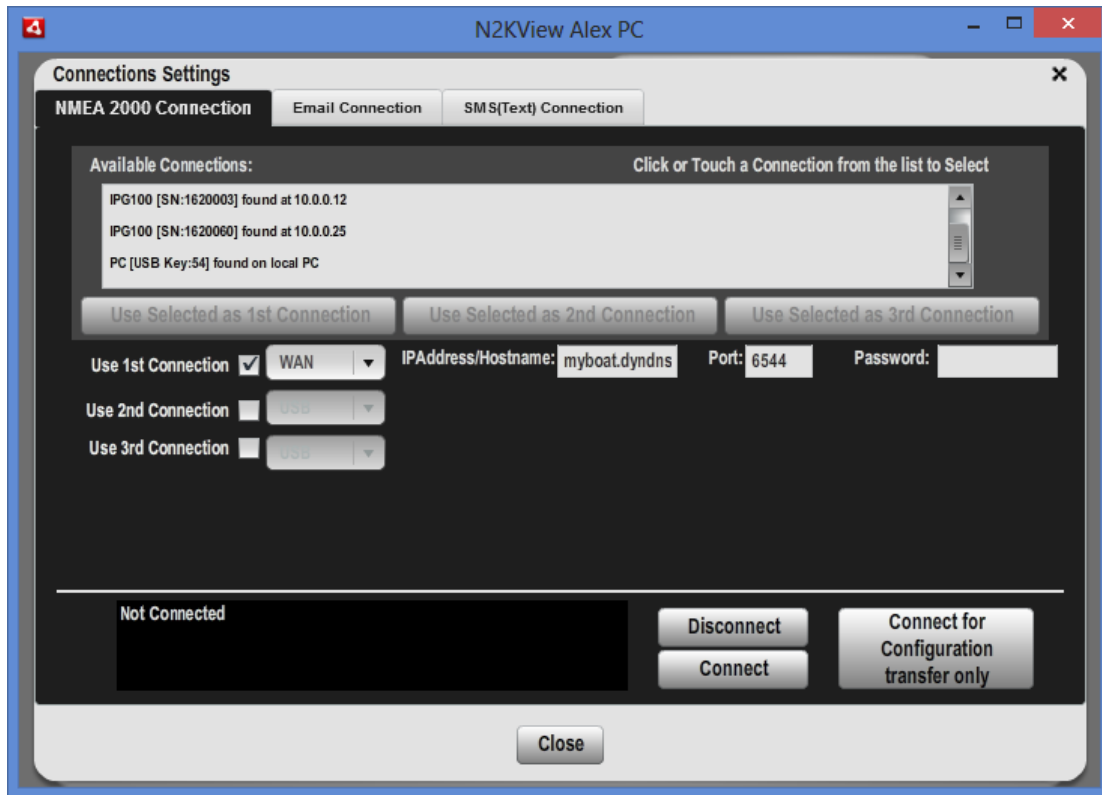 N2KView Alex PC
Connections Settings
NMEA 2000 Connection
Email Connection
SMS(Text) Connection
Available Connections:
Click or Touch a Connection from the list to Select
IPG100 [SN:1620003] found at 10.0.0.12
IPG100 [SN:1620060] found at 10.0.0.25
PC [USB Key:54] found on local PC
Use Selected as 1st Connection
Use Selected as 2nd Connection
Use Selected as 3rd Connection
Use 1st Connection
WAN
IPAddress/Hostname:
myboat.dyndns
Port:
6544
Password:
Use 2nd Connection
USB
Use 3rd Connection
USB
Not Connected
Disconnect
Connect
Connect for
Configuration
transfer only
Close